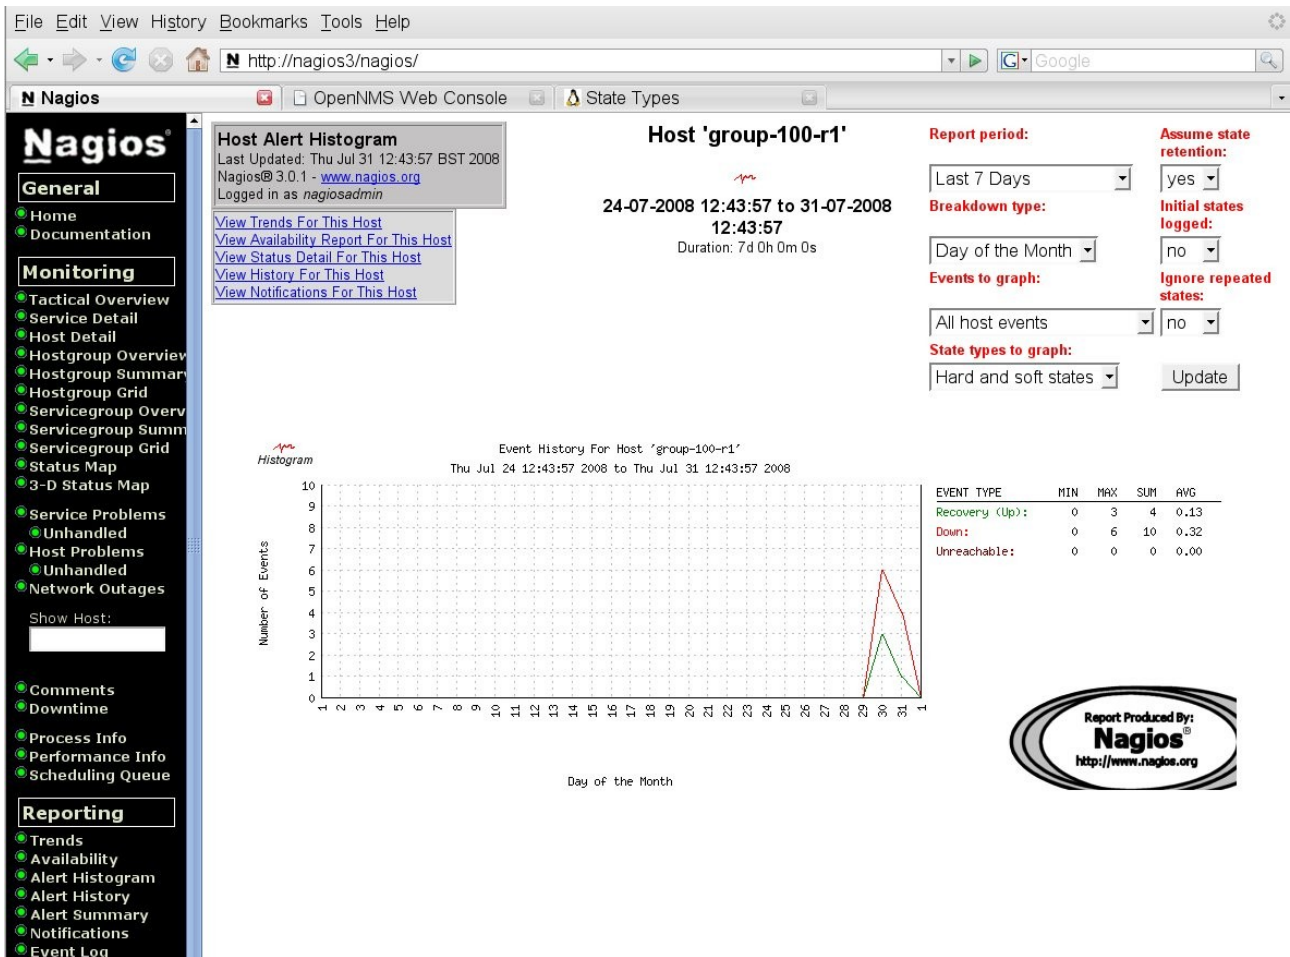 File Edit View History Bookmarks Tools Help
http://nagios3/nagios/
G Google
N Nagios
OpenNMS Web Console
State Types
Nagios®
General
Home
Documentation
Monitoring
Tactical Overview
Service Detail
Host Detail
Hostgroup Overview
Hostgroup Summar
Hostgroup Grid
Servicegroup Overv
Servicegroup Summ
Servicegroup Grid
Status Map
3-D Status Map
Service Problems
Unhandled
Host Problems
Unhandled
Network Outages
Show Host:
Comments
Downtime
Process Info
Performance Info
Scheduling Queue
Reporting
Trends
Availability
Alert Histogram
Alert History
Alert Summary
Notifications
Event Log
Host Alert Histogram
Last Updated: Thu Jul 31 12:43:57 BST 2008
Nagios® 3.0.1 - www.nagios.org
Logged in as nagiosadmin
View Trends For This Host
View Availability Report For This Host
View Status Detail For This Host
View History For This Host
View Notifications For This Host
Host 'group-100-r1'
24-07-2008 12:43:57 to 31-07-2008
12:43:57
Duration: 7d 0h 0m 0s
Report period:
Last 7 Days
Assume state
retention:
yes
Breakdown type:
Day of the Month
Initial states
logged:
no
Events to graph:
All host events
Ignore repeated
states:
no
State types to graph:
Hard and soft states
Update
Histogram
Event History For Host 'group-100-r1'
Thu Jul 24 12:43:57 2008 to Thu Jul 31 12:43:57 2008
Number of Events
10
9
8
7
6
5
4
3
2
1
0
1 2 3 4 5 6 7 8 9 10 11 12 13 14 15 16 17 18 19 20 21 22 23 24 25 26 27 28 29 30 31 1
Day of the Month
EVENT TYPE MIN MAX SUM AVG
Recovery (Up): 0 3 4 0.13
Down: 0 6 10 0.32
Unreachable: 0 0 0 0.00
Report Produced By:
Nagios®
http://www.nagios.org